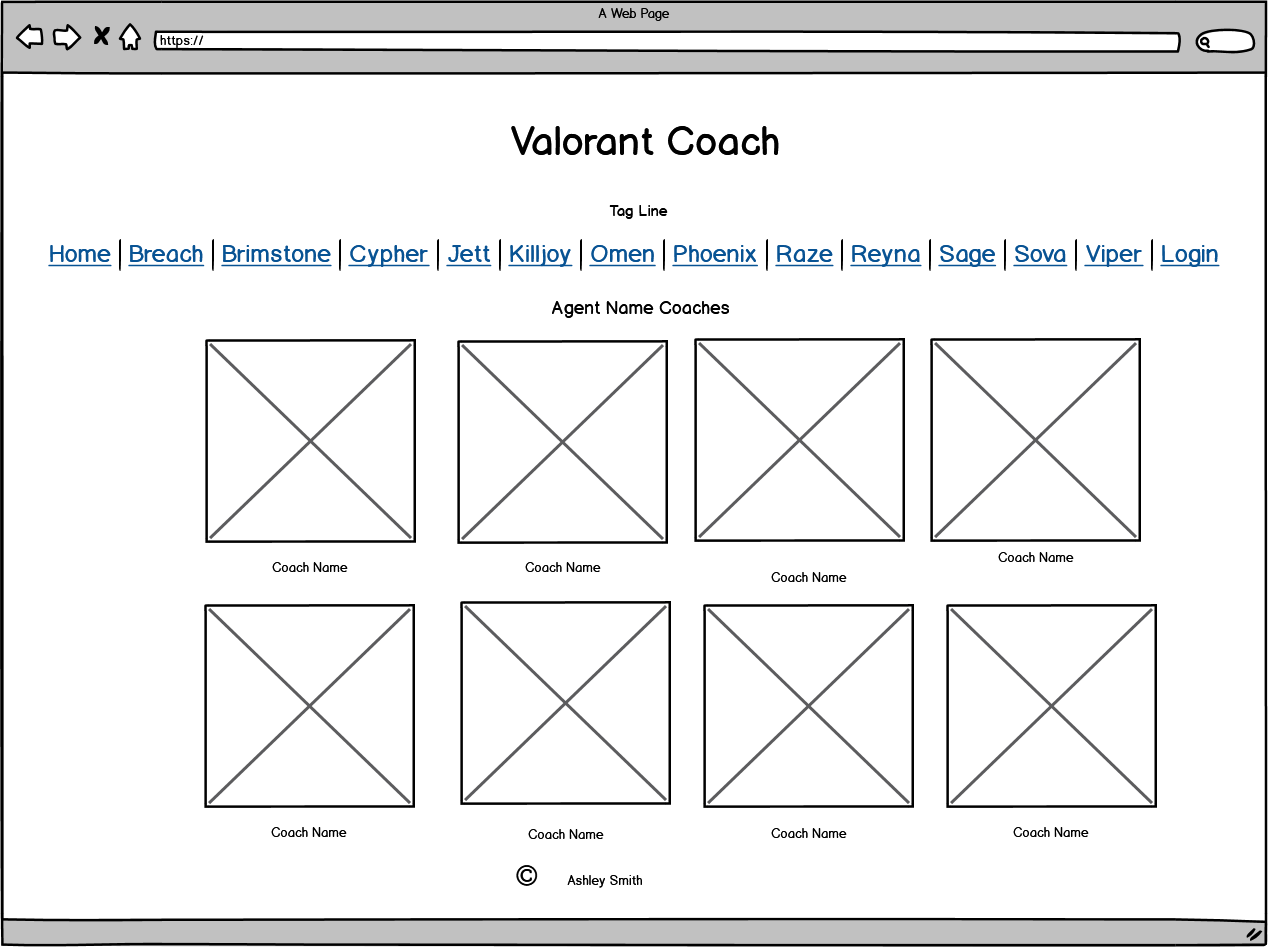 A Web Page
https://
Valorant Coach
Tag Line
Home | Breach | Brimstone | Cypher | Jett | Killjoy | Omen | Phoenix | Raze | Reyna | Sage | Sova | Viper | Login
Agent Name Coaches
Coach Name Coach Name Coach Name Coach Name
Coach Name Coach Name Coach Name Coach Name
© Ashley Smith